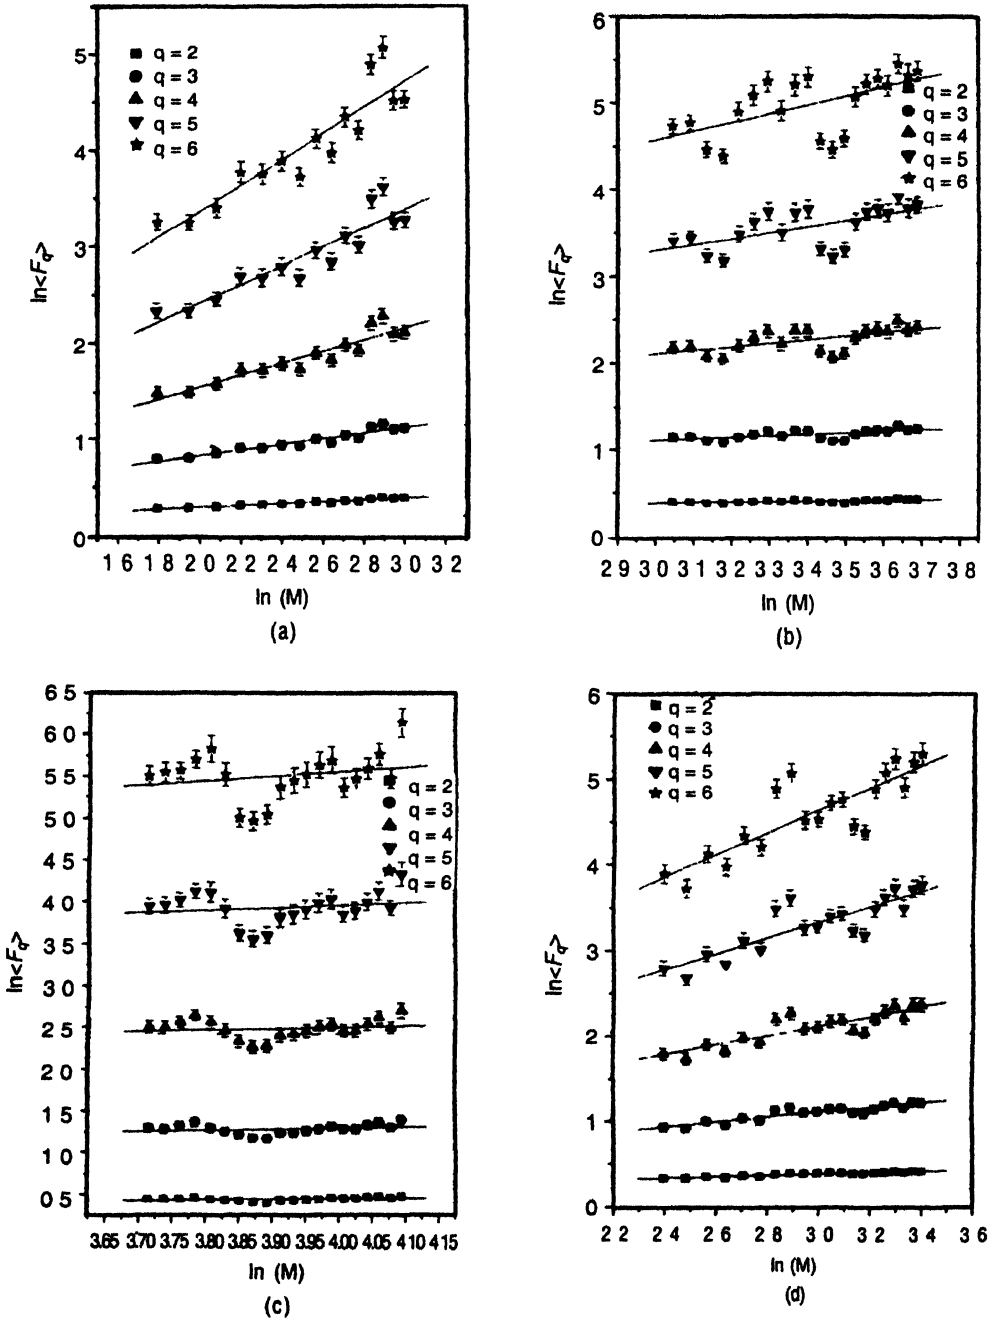 5
4
3
2
1
0
ln<Fq>
q = 2
q = 3
q = 4
q = 5
q = 6
1 6 1 8 2 0 2 2 2 4 2 6 2 8 3 0 3 2
ln (M)
(a)
6
5
4
3
2
1
0
ln<Fq>
q = 2
q = 3
q = 4
q = 5
q = 6
2 9 3 0 3 1 3 2 3 3 3 4 3 5 3 6 3 7 3 8
ln (M)
(b)
6 5
6 0
5 5
5 0
4 5
4 0
3 5
3 0
2 5
2 0
1 5
1 0
0 5
ln<Fq>
q = 2
q = 3
q = 4
q = 5
q = 6
3.65 3.70 3.75 3.80 3.85 3.90 3.95 4.00 4.05 4 10 4 15
ln (M)
(c)
6
5
4
3
2
1
0
ln<Fq>
q = 2
q = 3
q = 4
q = 5
q = 6
2 2 2 4 2 6 2 8 3 0 3 2 3 4 3 6
ln (M)
(d)